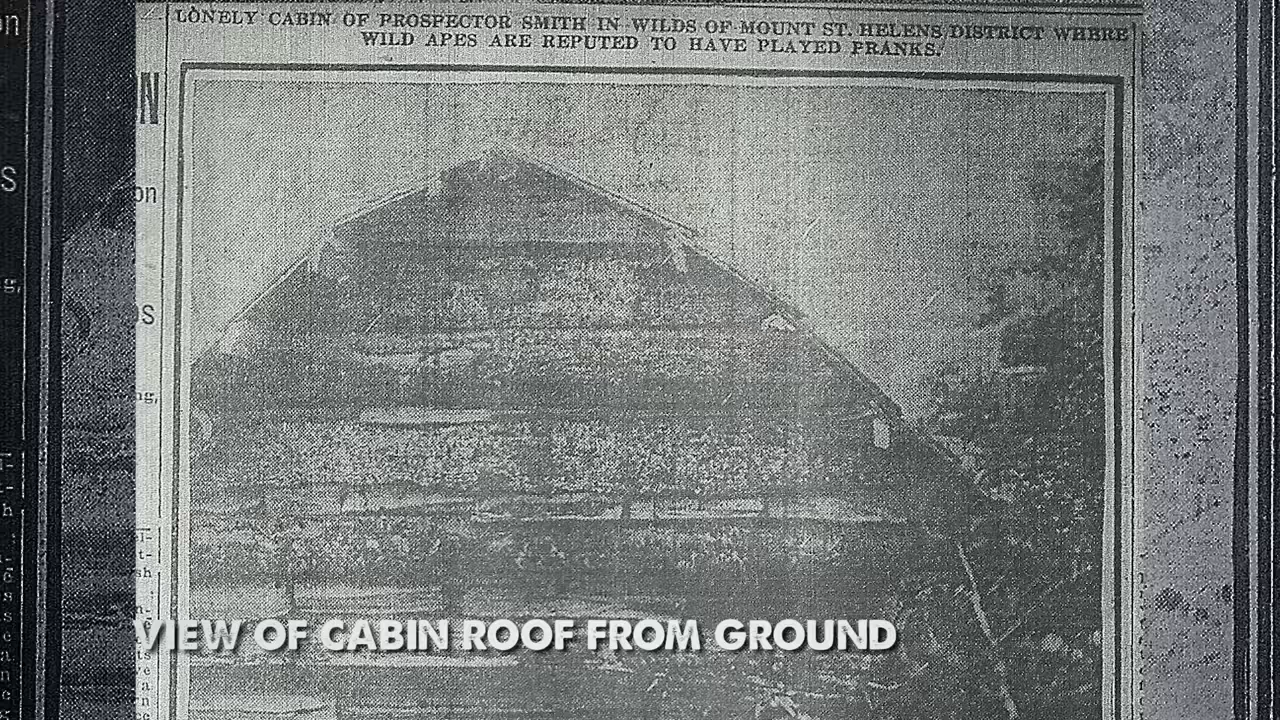 LONELY CABIN OF PROSPECTOR SMITH IN WILDS OF MOUNT ST. HELENS DISTRICT WHERE
WILD APES ARE REPUTED TO HAVE PLAYED PRANKS.
VIEW OF CABIN ROOF FROM GROUND